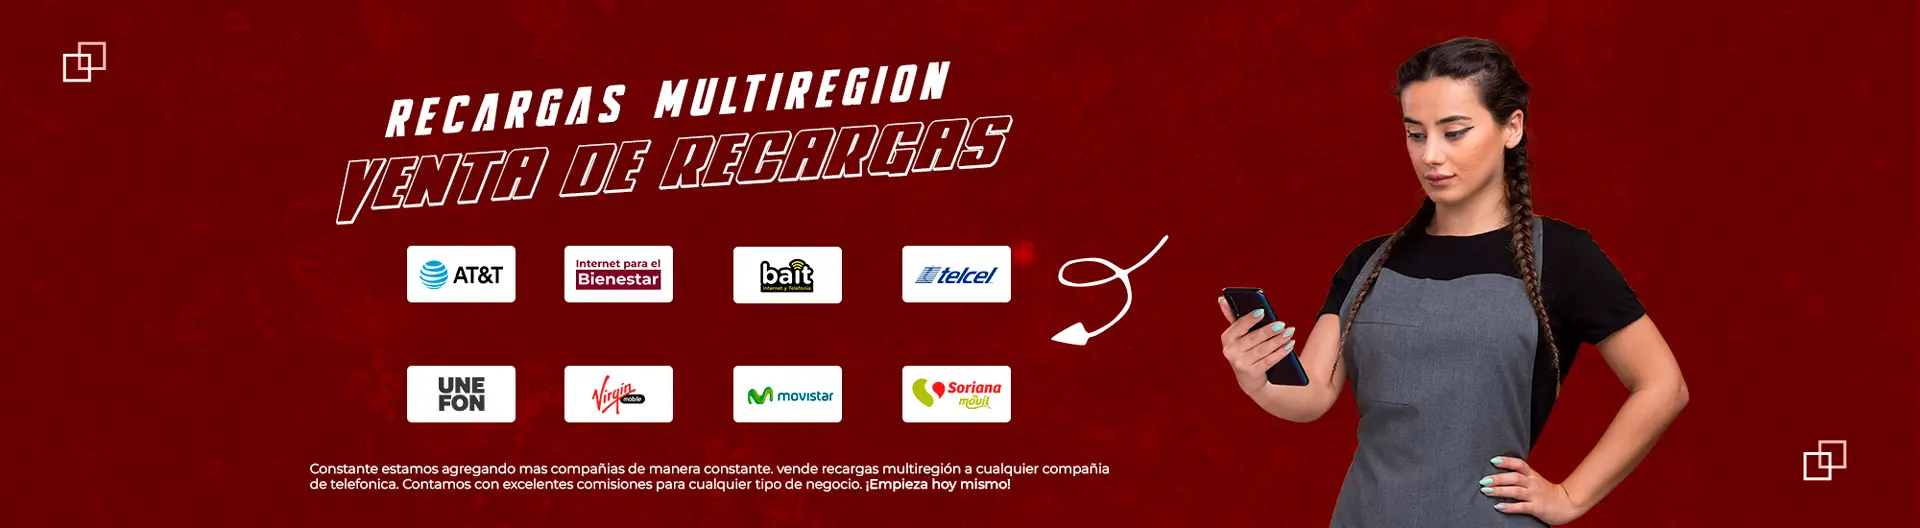 RECARGAS MULTIREGION
VENTA DE RECARGAS
AT&T
Internet para el
Bienestar
bait
Internet y Telefonía
telcel
UNE
FON
Virgin
mobile
movistar
Soriana
móvil
Constante estamos agregando mas compañias de manera constante. vende recargas multiregión a cualquier compañia
de telefonica. Contamos con excelentes comisiones para cualquier tipo de negocio. ¡Empieza hoy mismo!